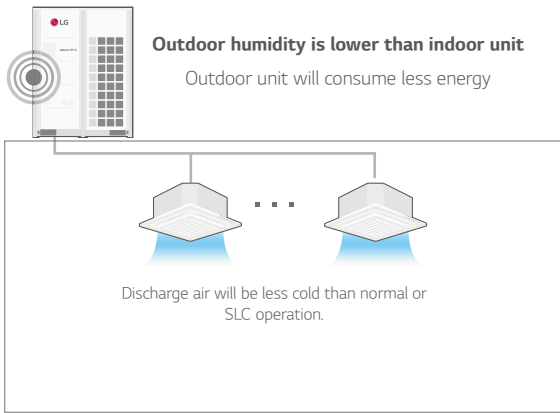 LG
Outdoor humidity is lower than indoor unit
Outdoor unit will consume less energy
Discharge air will be less cold than normal or
SLC operation.